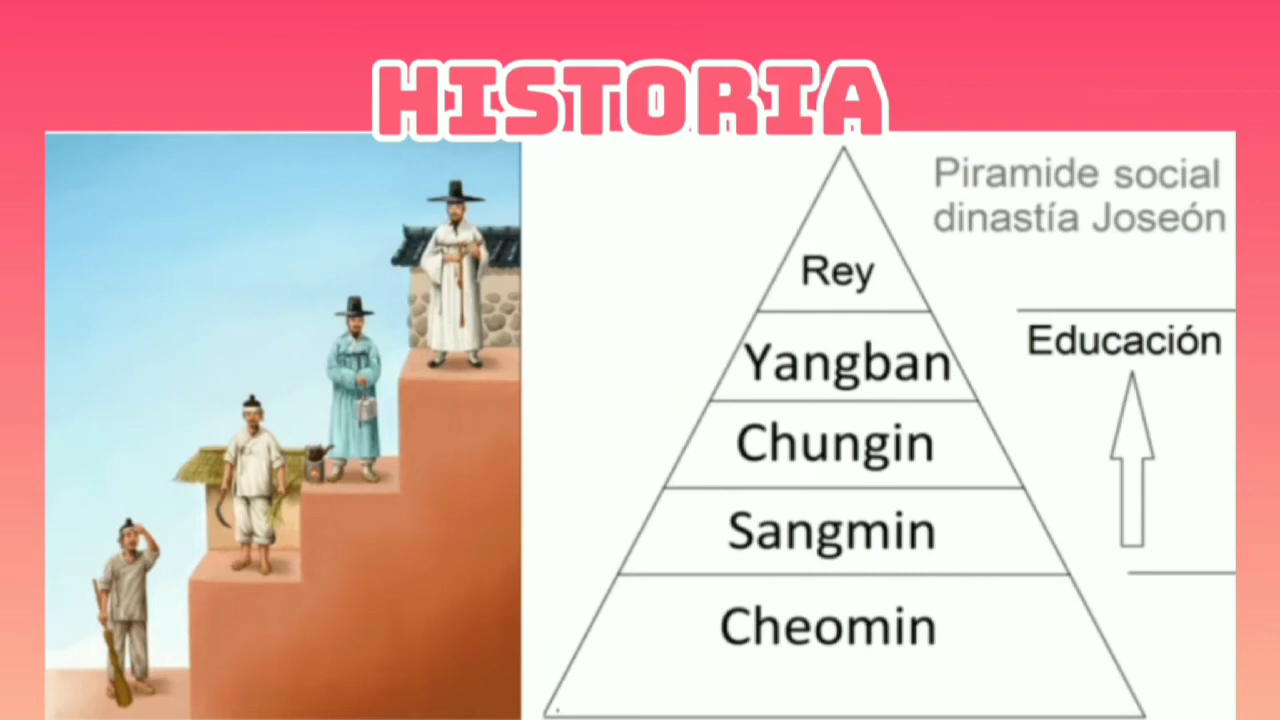 HISTORIA
Piramide social
dinastía Joseón
Rey
Educación
Yangban
Chungin
Sangmin
Cheomin